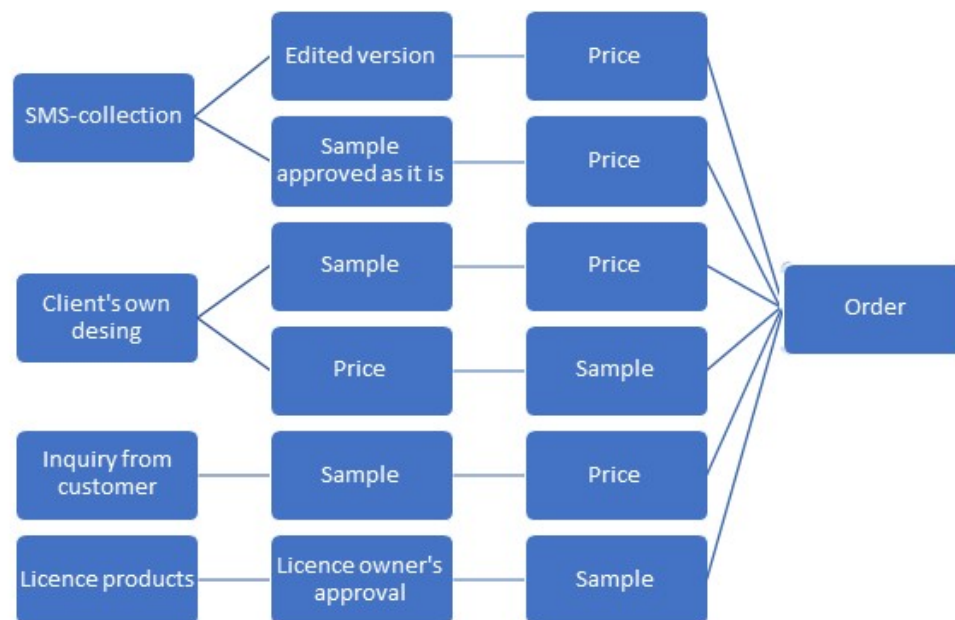 Edited version
Price
SMS-collection
Sample
approved as it is
Price
Sample
Price
Client's own
desing
Order
Price
Sample
Inquiry from
customer
Sample
Price
Licence products
Licence owner's
approval
Sample